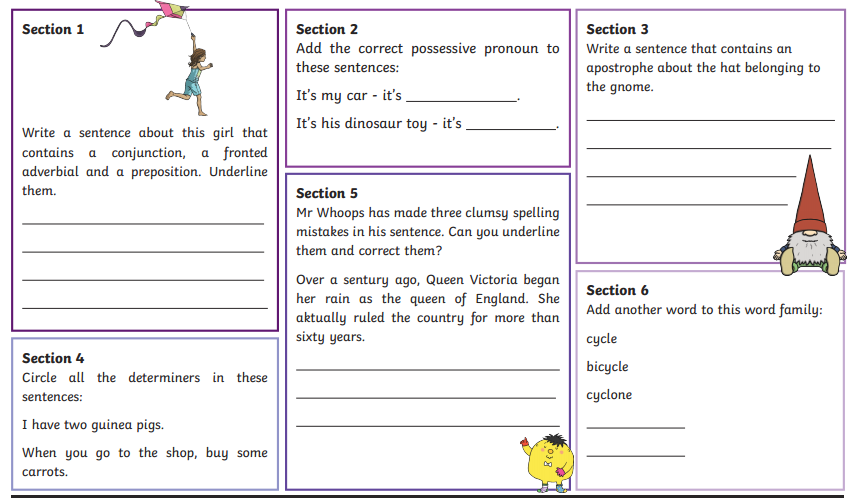 Section 1
Write a sentence about this girl that
contains a conjunction, a fronted
adverbial and a preposition. Underline
them.
Section 2
Add the correct possessive pronoun to
these sentences:
It's my car - it's ____________.
It's his dinosaur toy - it's __________.
Section 3
Write a sentence that contains an
apostrophe about the hat belonging to
the gnome.
Section 4
Circle all the determiners in these
sentences:
I have two guinea pigs.
When you go to the shop, buy some
carrots.
Section 5
Mr Whoops has made three clumsy spelling
mistakes in his sentence. Can you underline
them and correct them?
Over a sentury ago, Queen Victoria began
her rain as the queen of England. She
aktually ruled the country for more than
sixty years.
Section 6
Add another word to this word family:
cycle
bicycle
cyclone